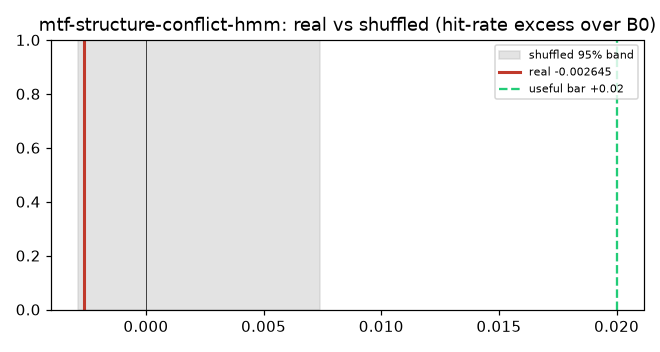 mtf-structure-conflict-hmm: real vs shuffled (hit-rate excess over B0)
shuffled 95% band
real -0.002645
useful bar +0.02
1.0
0.8
0.6
0.4
0.2
0.0
0.000 0.005 0.010 0.015 0.020